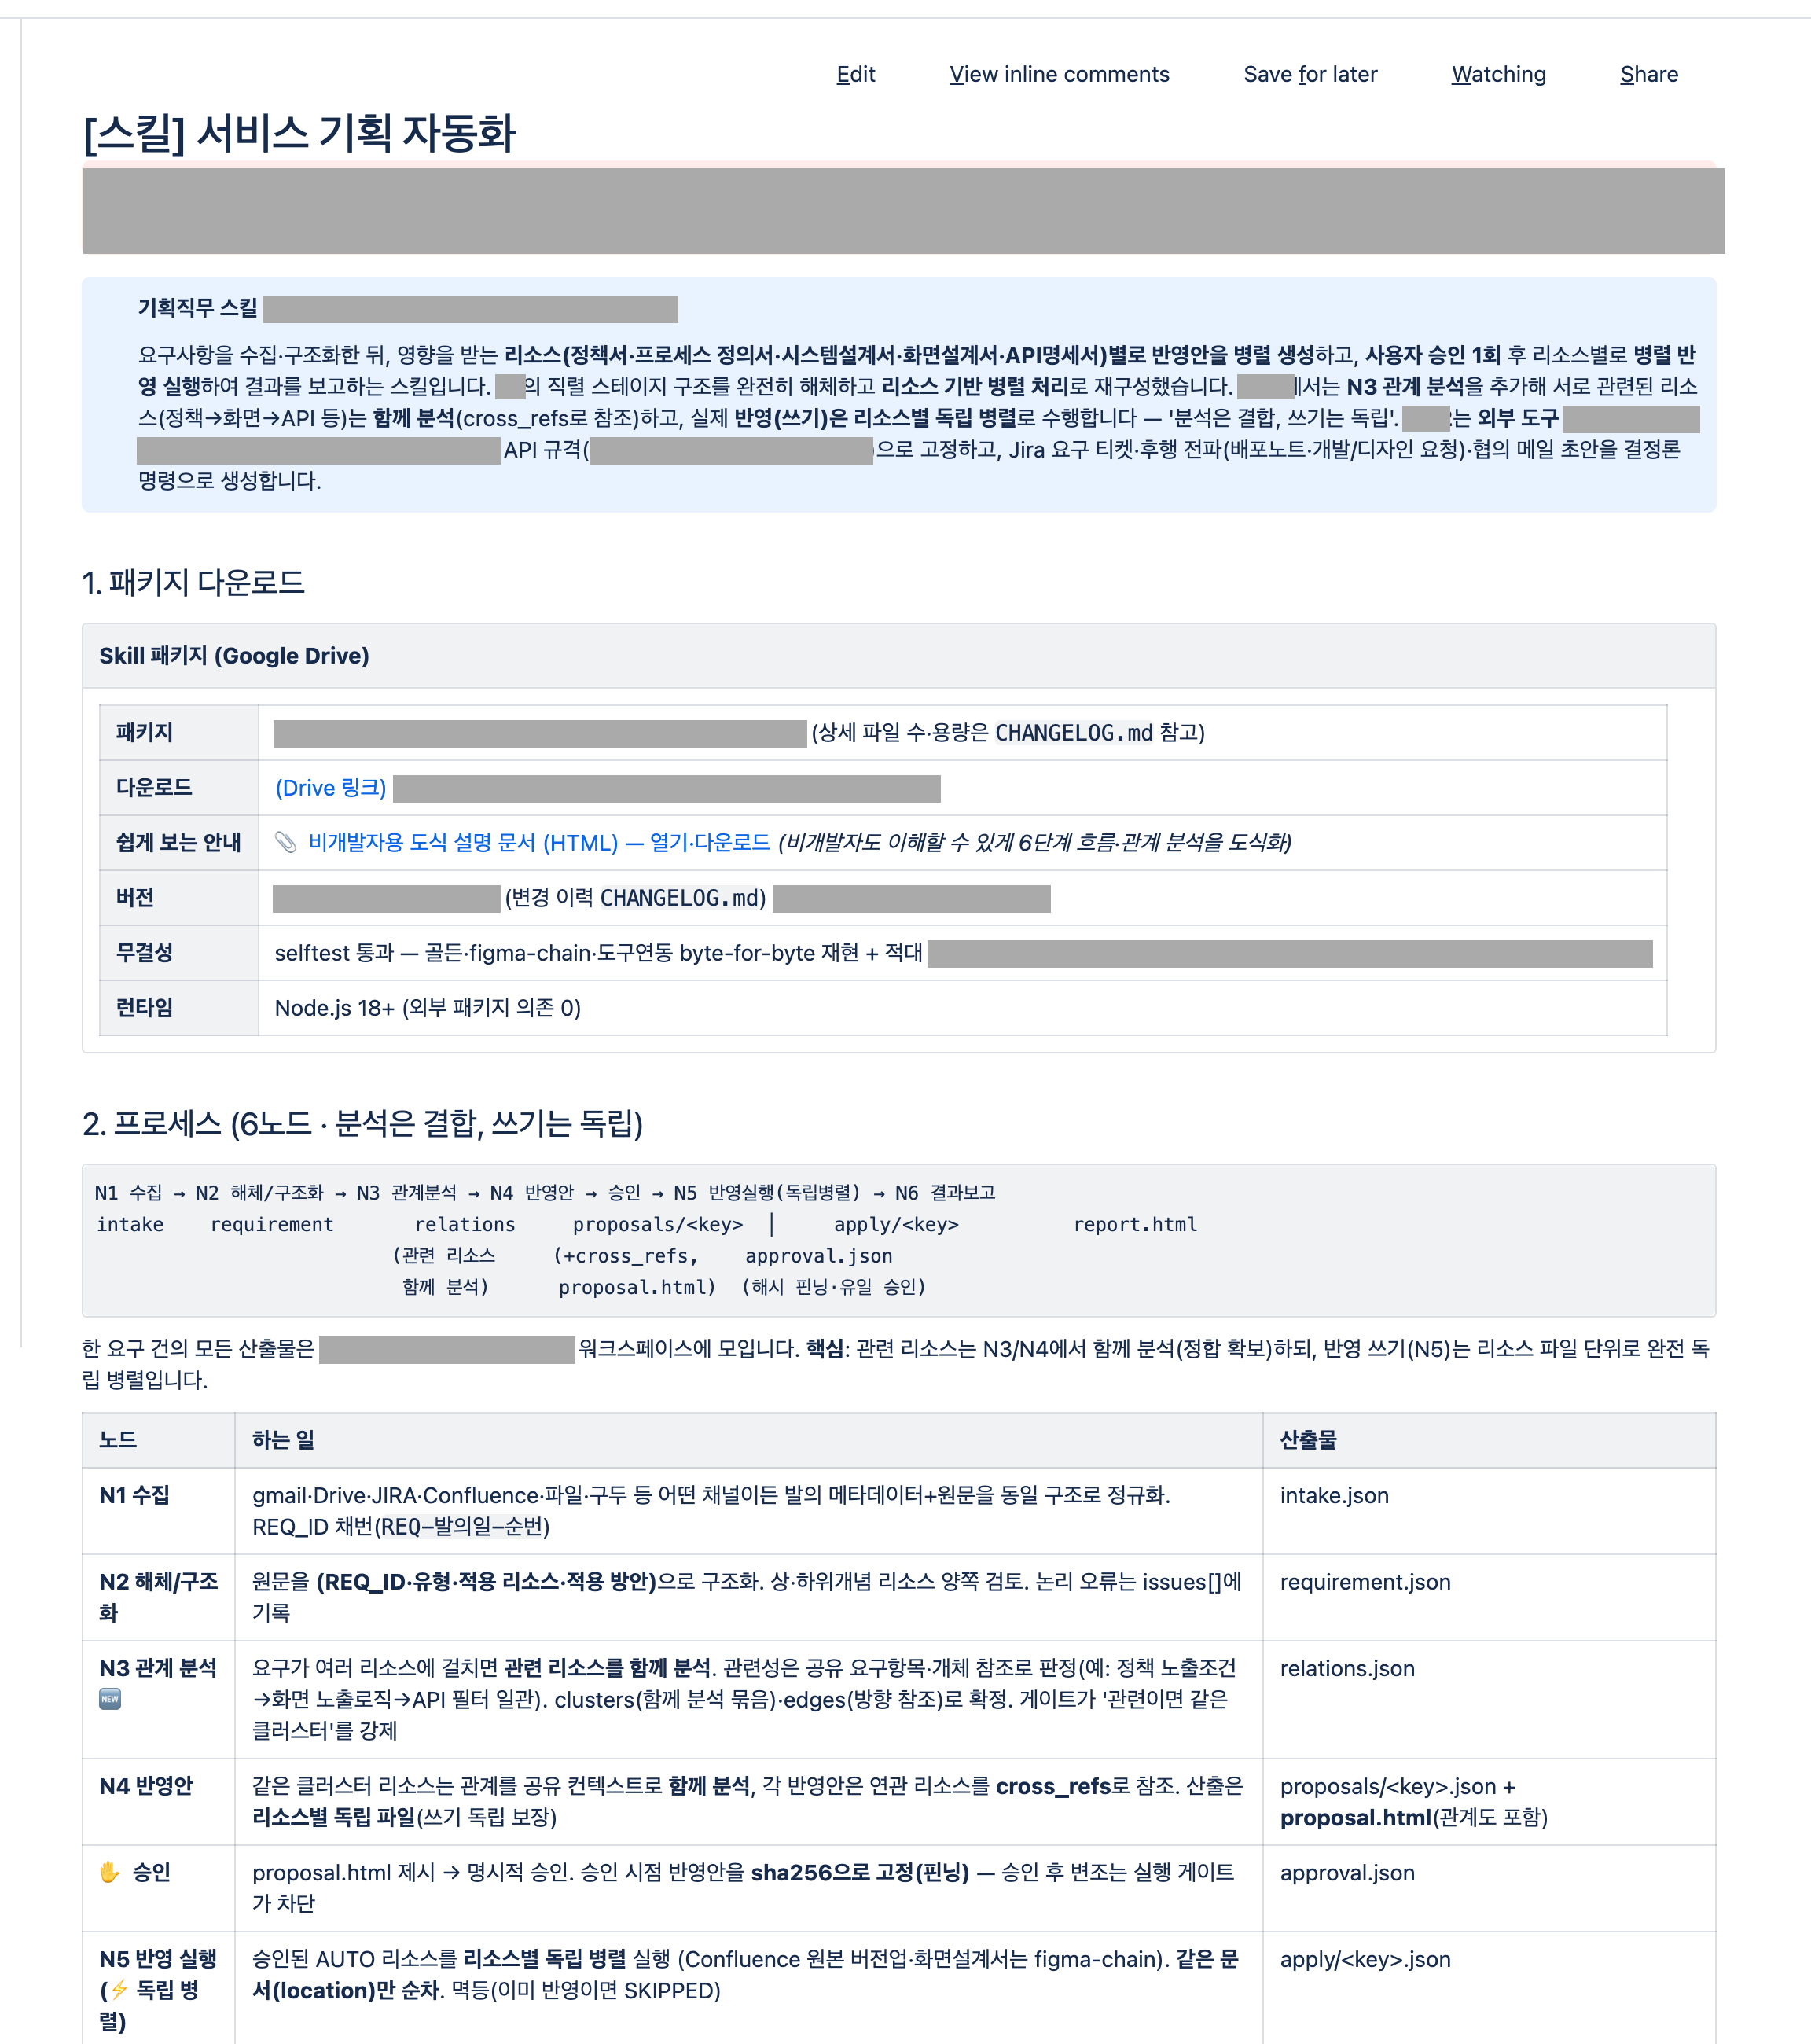 Edit View inline comments Save for later Watching Share
[스킬] 서비스 기획 자동화
기획직무 스킬
요구사항을 수집·구조화한 뒤, 영향을 받는 리소스(정책서·프로세스 정의서·시스템설계서·화면설계서·API명세서)별로 반영안을 병렬 생성하고, 사용자 승인 1회 후 리소스별로 병렬 반
영 실행하여 결과를 보고하는 스킬입니다. 의 직렬 스테이지 구조를 완전히 해체하고 리소스 기반 병렬 처리로 재구성했습니다. 에서는 N3 관계 분석을 추가해 서로 관련된 리소
스(정책→화면→API 등)는 함께 분석(cross_refs로 참조)하고, 실제 반영(쓰기)은 리소스별 독립 병렬로 수행합니다 — '분석은 결합, 쓰기는 독립'. 는 외부 도구
API 규격( )으로 고정하고, Jira 요구 티켓·후행 전파(배포노트·개발/디자인 요청)·협의 메일 초안을 결정론
명령으로 생성합니다.
1. 패키지 다운로드
Skill 패키지 (Google Drive)
패키지 (상세 파일 수·용량은 CHANGELOG.md 참고)
다운로드 (Drive 링크)
쉽게 보는 안내 📎 비개발자용 도식 설명 문서 (HTML) — 열기·다운로드 (비개발자도 이해할 수 있게 6단계 흐름·관계 분석을 도식화)
버전 (변경 이력 CHANGELOG.md)
무결성 selftest 통과 — 골든·figma-chain·도구연동 byte-for-byte 재현 + 적대
런타임 Node.js 18+ (외부 패키지 의존 0)
2. 프로세스 (6노드 · 분석은 결합, 쓰기는 독립)
N1 수집 → N2 해체/구조화 → N3 관계분석 → N4 반영안 → 승인 → N5 반영실행(독립병렬) → N6 결과보고
intake requirement relations proposals/<key> │ apply/<key> report.html
(관련 리소스 (+cross_refs, approval.json
함께 분석) proposal.html) (해시 핀닝·유일 승인)
한 요구 건의 모든 산출물은 워크스페이스에 모입니다. 핵심: 관련 리소스는 N3/N4에서 함께 분석(정합 확보)하되, 반영 쓰기(N5)는 리소스 파일 단위로 완전 독
립 병렬입니다.
노드 하는 일 산출물
N1 수집 gmail·Drive·JIRA·Confluence·파일·구두 등 어떤 채널이든 발의 메타데이터+원문을 동일 구조로 정규화. intake.json
REQ_ID 채번(REQ-발의일-순번)
N2 해체/구조 원문을 (REQ_ID·유형·적용 리소스·적용 방안)으로 구조화. 상·하위개념 리소스 양쪽 검토. 논리 오류는 issues[]에 requirement.json
화 기록
N3 관계 분석 요구가 여러 리소스에 걸치면 관련 리소스를 함께 분석. 관련성은 공유 요구항목·개체 참조로 판정(예: 정책 노출조건 relations.json
🆕 →화면 노출로직→API 필터 일관). clusters(함께 분석 묶음)·edges(방향 참조)로 확정. 게이트가 '관련이면 같은
클러스터'를 강제
N4 반영안 같은 클러스터 리소스는 관계를 공유 컨텍스트로 함께 분석, 각 반영안은 연관 리소스를 cross_refs로 참조. 산출은 proposals/<key>.json +
리소스별 독립 파일(쓰기 독립 보장) proposal.html(관계도 포함)
✋ 승인 proposal.html 제시 → 명시적 승인. 승인 시점 반영안을 sha256으로 고정(핀닝) — 승인 후 변조는 실행 게이트 approval.json
가 차단
N5 반영 실행 승인된 AUTO 리소스를 리소스별 독립 병렬 실행 (Confluence 원본 버전업·화면설계서는 figma-chain). 같은 문 apply/<key>.json
(⚡ 독립 병 서(location)만 순차. 멱등(이미 반영이면 SKIPPED)
렬)